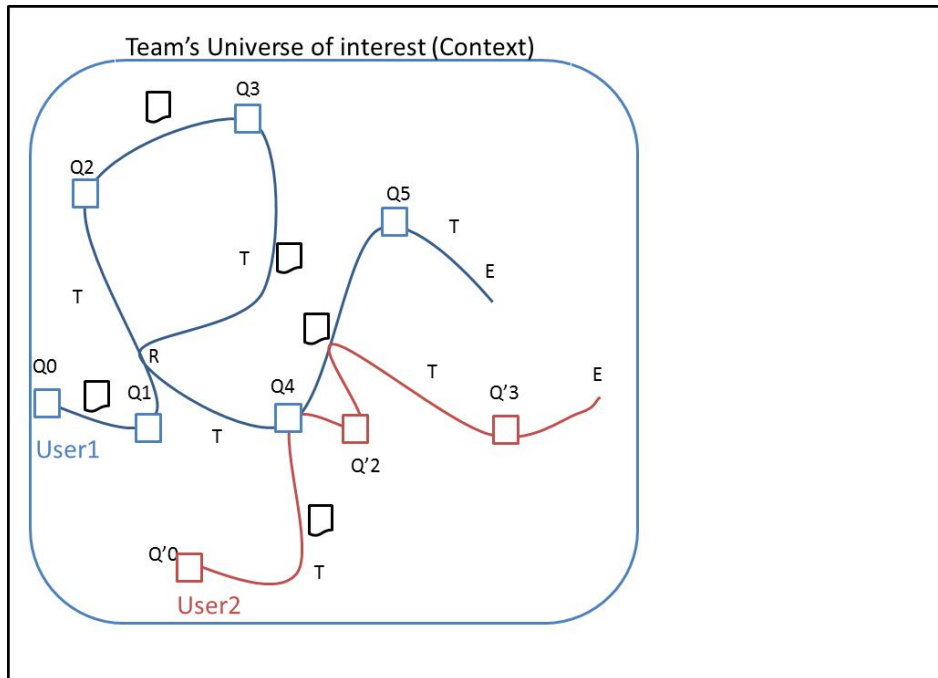 Team's Universe of interest (Context)
Q3
Q2
Q5
T
T
E
T
R
Q0
Q1
Q4
T
Q'3
E
User1
T
Q'2
Q'0
T
User2